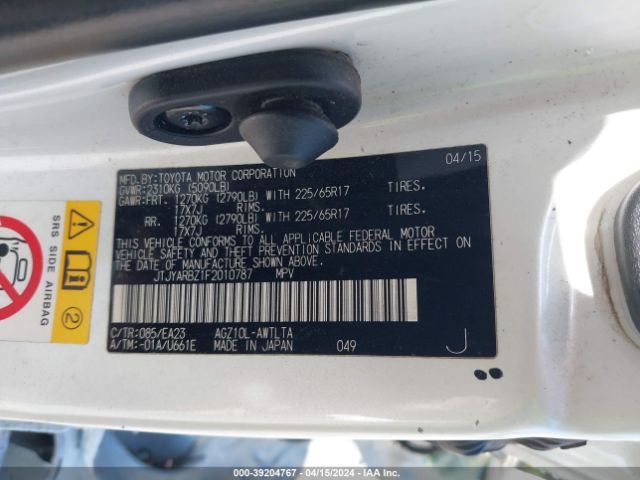 MFD.BY:TOYOTA MOTOR CORPORATION 04/15
GVWR:2310KG (5090LB)
GAWR:FRT. 1270KG (2790LB) WITH 225/65R17 TIRES.
17X7J RIMS.
RR. 1270KG (2790LB) WITH 225/65R17 TIRES.
17X7J RIMS.
THIS VEHICLE CONFORMS TO ALL APPLICABLE FEDERAL MOTOR
VEHICLE SAFETY AND THEFT PREVENTION STANDARDS IN EFFECT ON
THE DATE OF MANUFACTURE SHOWN ABOVE.
JTJYARBZ1F2010787 MPV
C/TR:085/EA23 AGZ10L-AWTLTA
A/TM:-01A/U661E MADE IN JAPAN 049 J
SRS SIDE AIRBAG
2
000-39204767 - 04/15/2024 - IAAI.COM